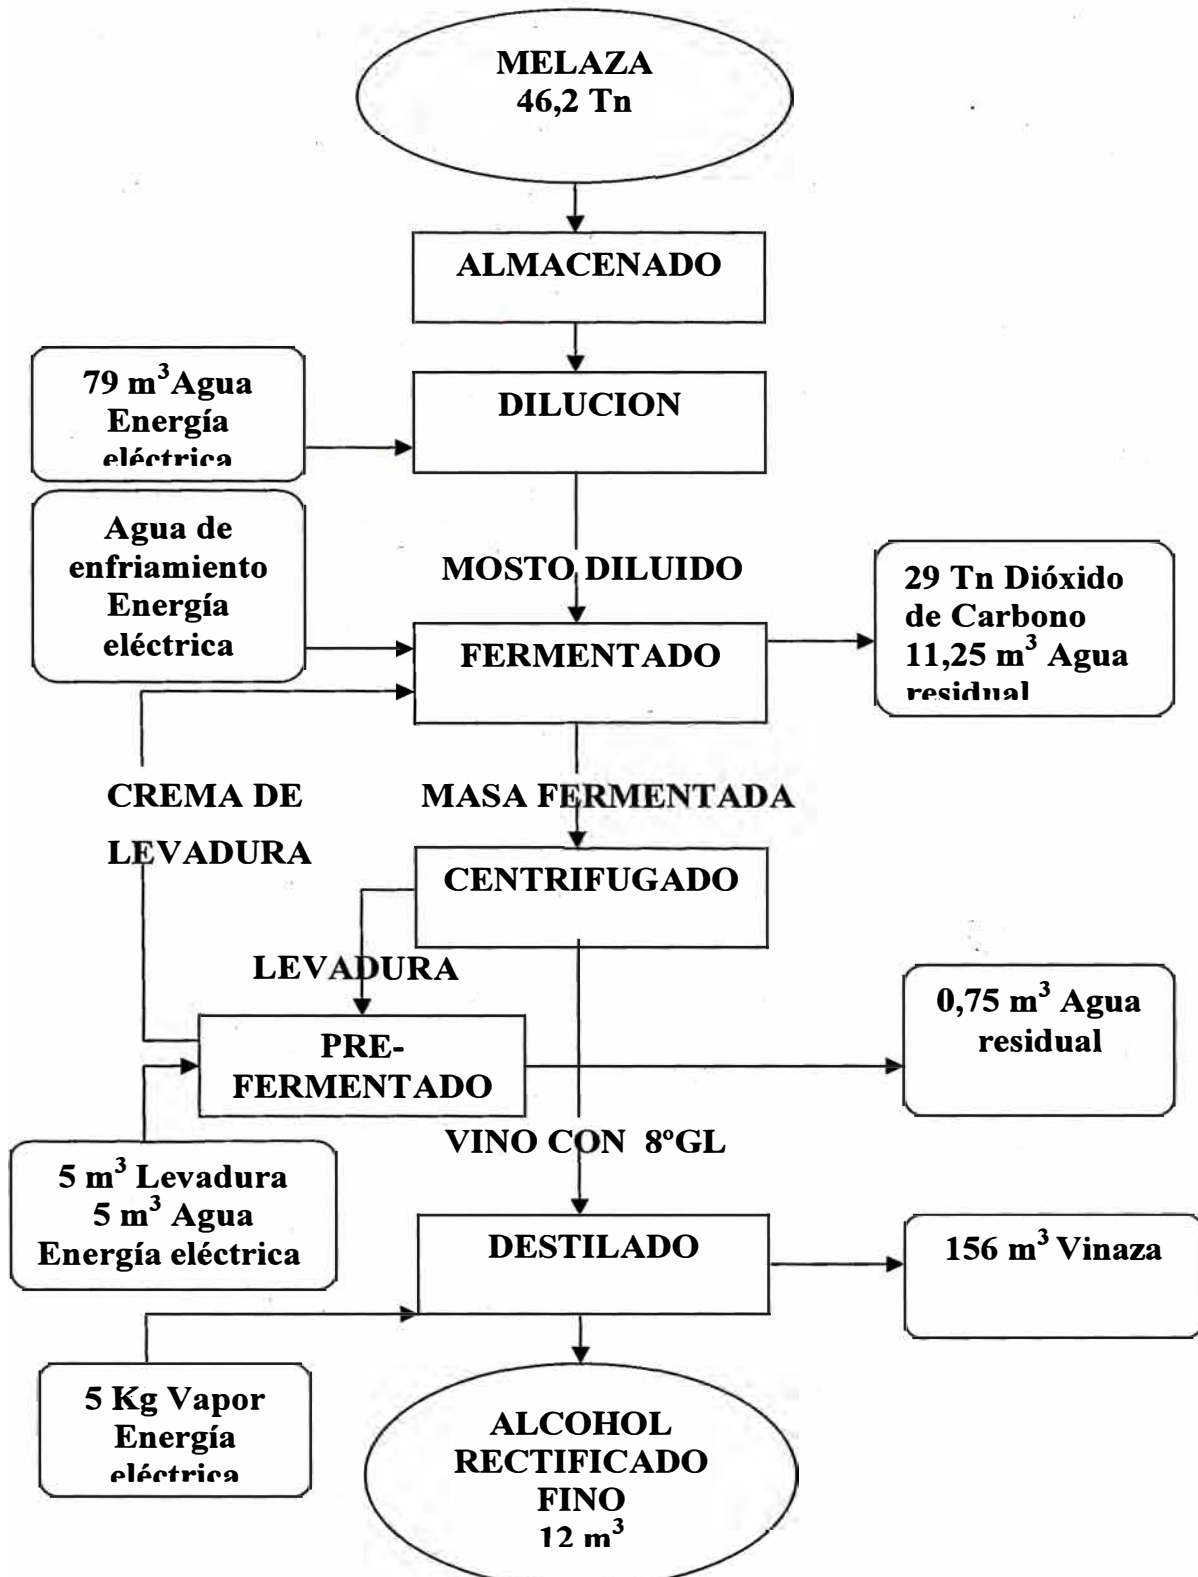 MELAZA
46,2 Tn
ALMACENADO
79 m³ Agua
Energía
eléctrica
DILUCION
Agua de
enfriamiento
Energía
eléctrica
MOSTO DILUIDO
29 Tn Dióxido
de Carbono
11,25 m³ Agua
residual
FERMENTADO
CREMA DE
LEVADURA
MASA FERMENTADA
CENTRIFUGADO
LEVADURA
PRE-
FERMENTADO
0,75 m³ Agua
residual
VINO CON 8ºGL
5 m³ Levadura
5 m³ Agua
Energía eléctrica
DESTILADO
156 m³ Vinaza
5 Kg Vapor
Energía
eléctrica
ALCOHOL
RECTIFICADO
FINO
12 m³